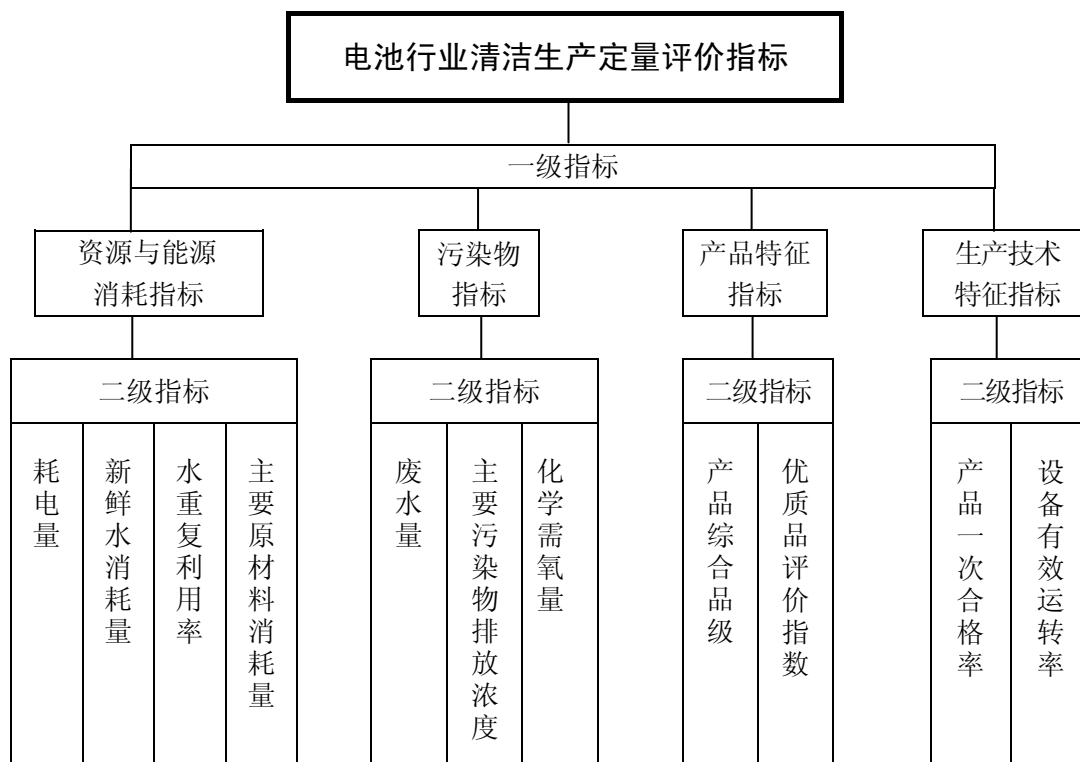 电池行业清洁生产定量评价指标
一级指标
资源与能源
消耗指标
污染物
指标
产品特征
指标
生产技术
特征指标
二级指标
二级指标
二级指标
二级指标
耗电量
新鲜水消耗量
水重复利用率
主要原材料消耗量
废水量
主要污染物排放浓度
化学需氧量
产品综合品级
优质品评价指数
产品一次合格率
设备有效运转率